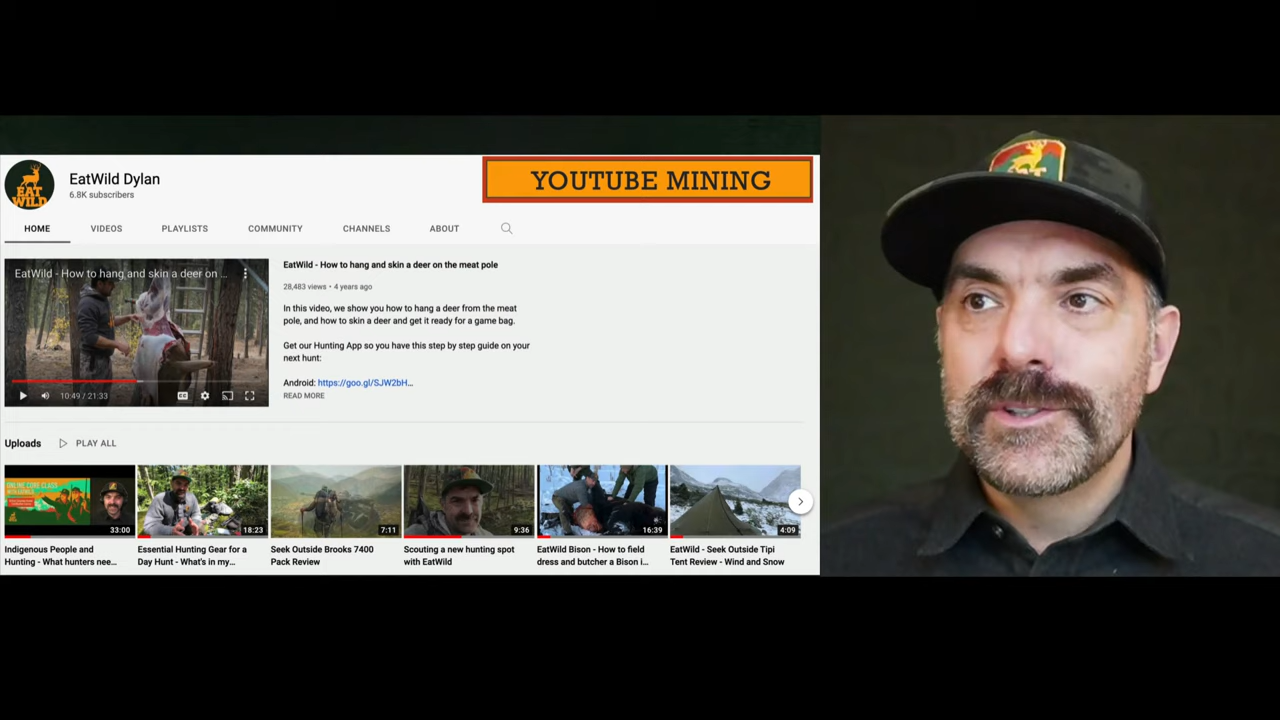 EatWild Dylan
6.8K subscribers
EAT
WILD
YOUTUBE MINING
HOME
VIDEOS
PLAYLISTS
COMMUNITY
CHANNELS
ABOUT
EatWild - How to hang and skin a deer on ...
10:49 / 21:33
CC
EatWild - How to hang and skin a deer on the meat pole
28,483 views • 4 years ago
In this video, we show you how to hang a deer from the meat
pole, and how to skin a deer and get it ready for a game bag.
Get our Hunting App so you have this step by step guide on your
next hunt:
Android: https://goo.gl/SJW2bH...
READ MORE
Uploads
PLAY ALL
ONLINE CORE CLASS
33:00
18:23
7:11
9:36
16:39
4:09
Indigenous People and
Hunting - What hunters nee...
Essential Hunting Gear for a
Day Hunt - What's in my...
Seek Outside Brooks 7400
Pack Review
Scouting a new hunting spot
with EatWild
EatWild Bison - How to field
dress and butcher a Bison i...
EatWild - Seek Outside Tipi
Tent Review - Wind and Snow
EAT